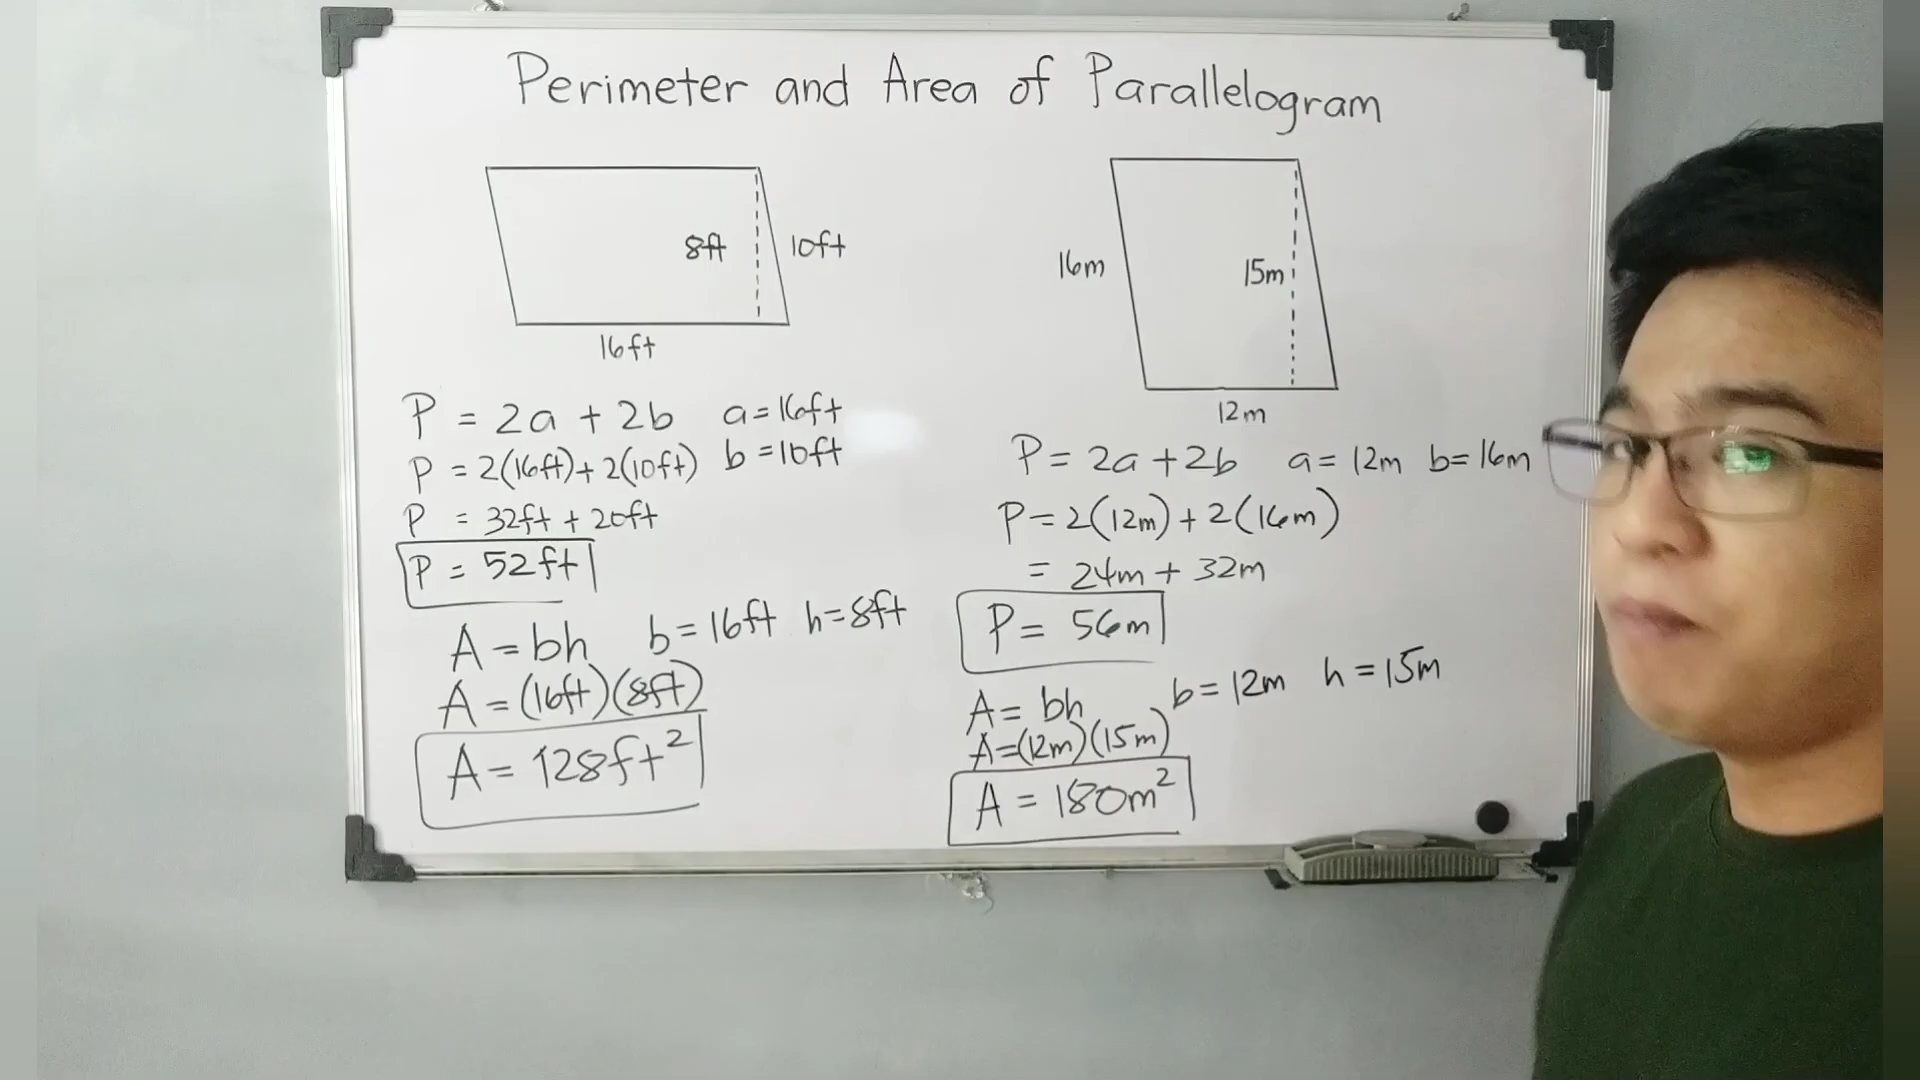 Perimeter and Area of Parallelogram
8ft
10ft
16ft
P = 2a + 2b a = 16ft
P = 2(16ft) + 2(10ft) b = 10ft
P = 32ft + 20ft
P = 52ft
A = bh b = 16ft h = 8ft
A = (16ft)(8ft)
A = 128ft²
16m
15m
12m
P = 2a + 2b a = 12m b = 16m
P = 2(12m) + 2(16m)
= 24m + 32m
P = 56m
A = bh b = 12m h = 15m
A = (12m)(15m)
A = 180m²